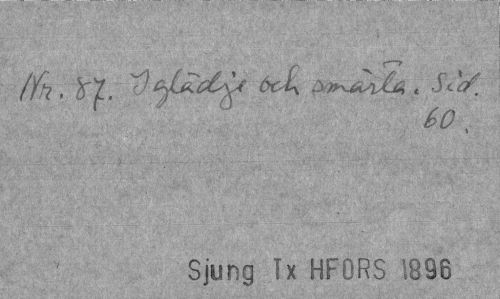 Nr. 87. I glädje och smärta. Sid.
60.
Sjung Tx HFORS 1896